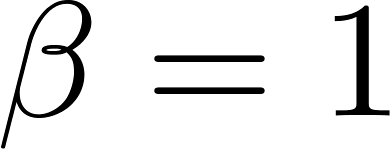 β = 1